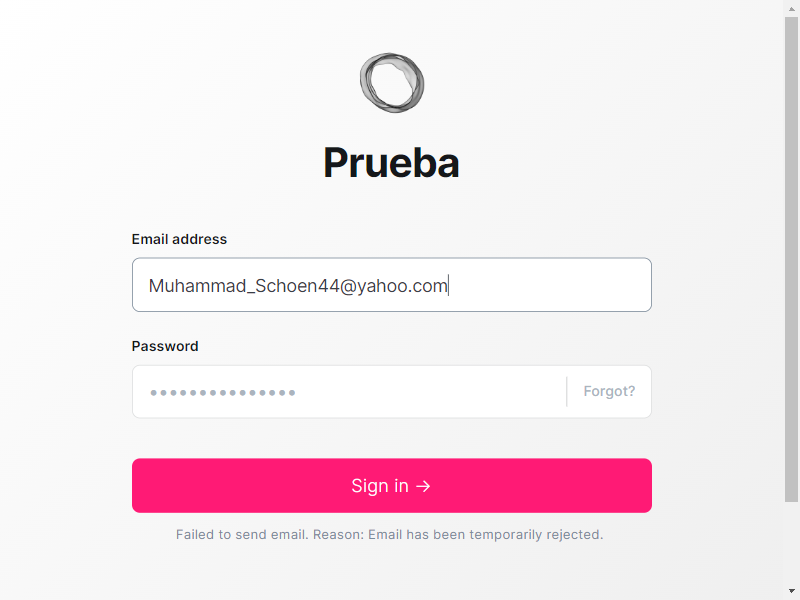 Prueba
Email address
Muhammad_Schoen44@yahoo.com
Password
•••••••••••••••
Forgot?
Sign in →
Failed to send email. Reason: Email has been temporarily rejected.